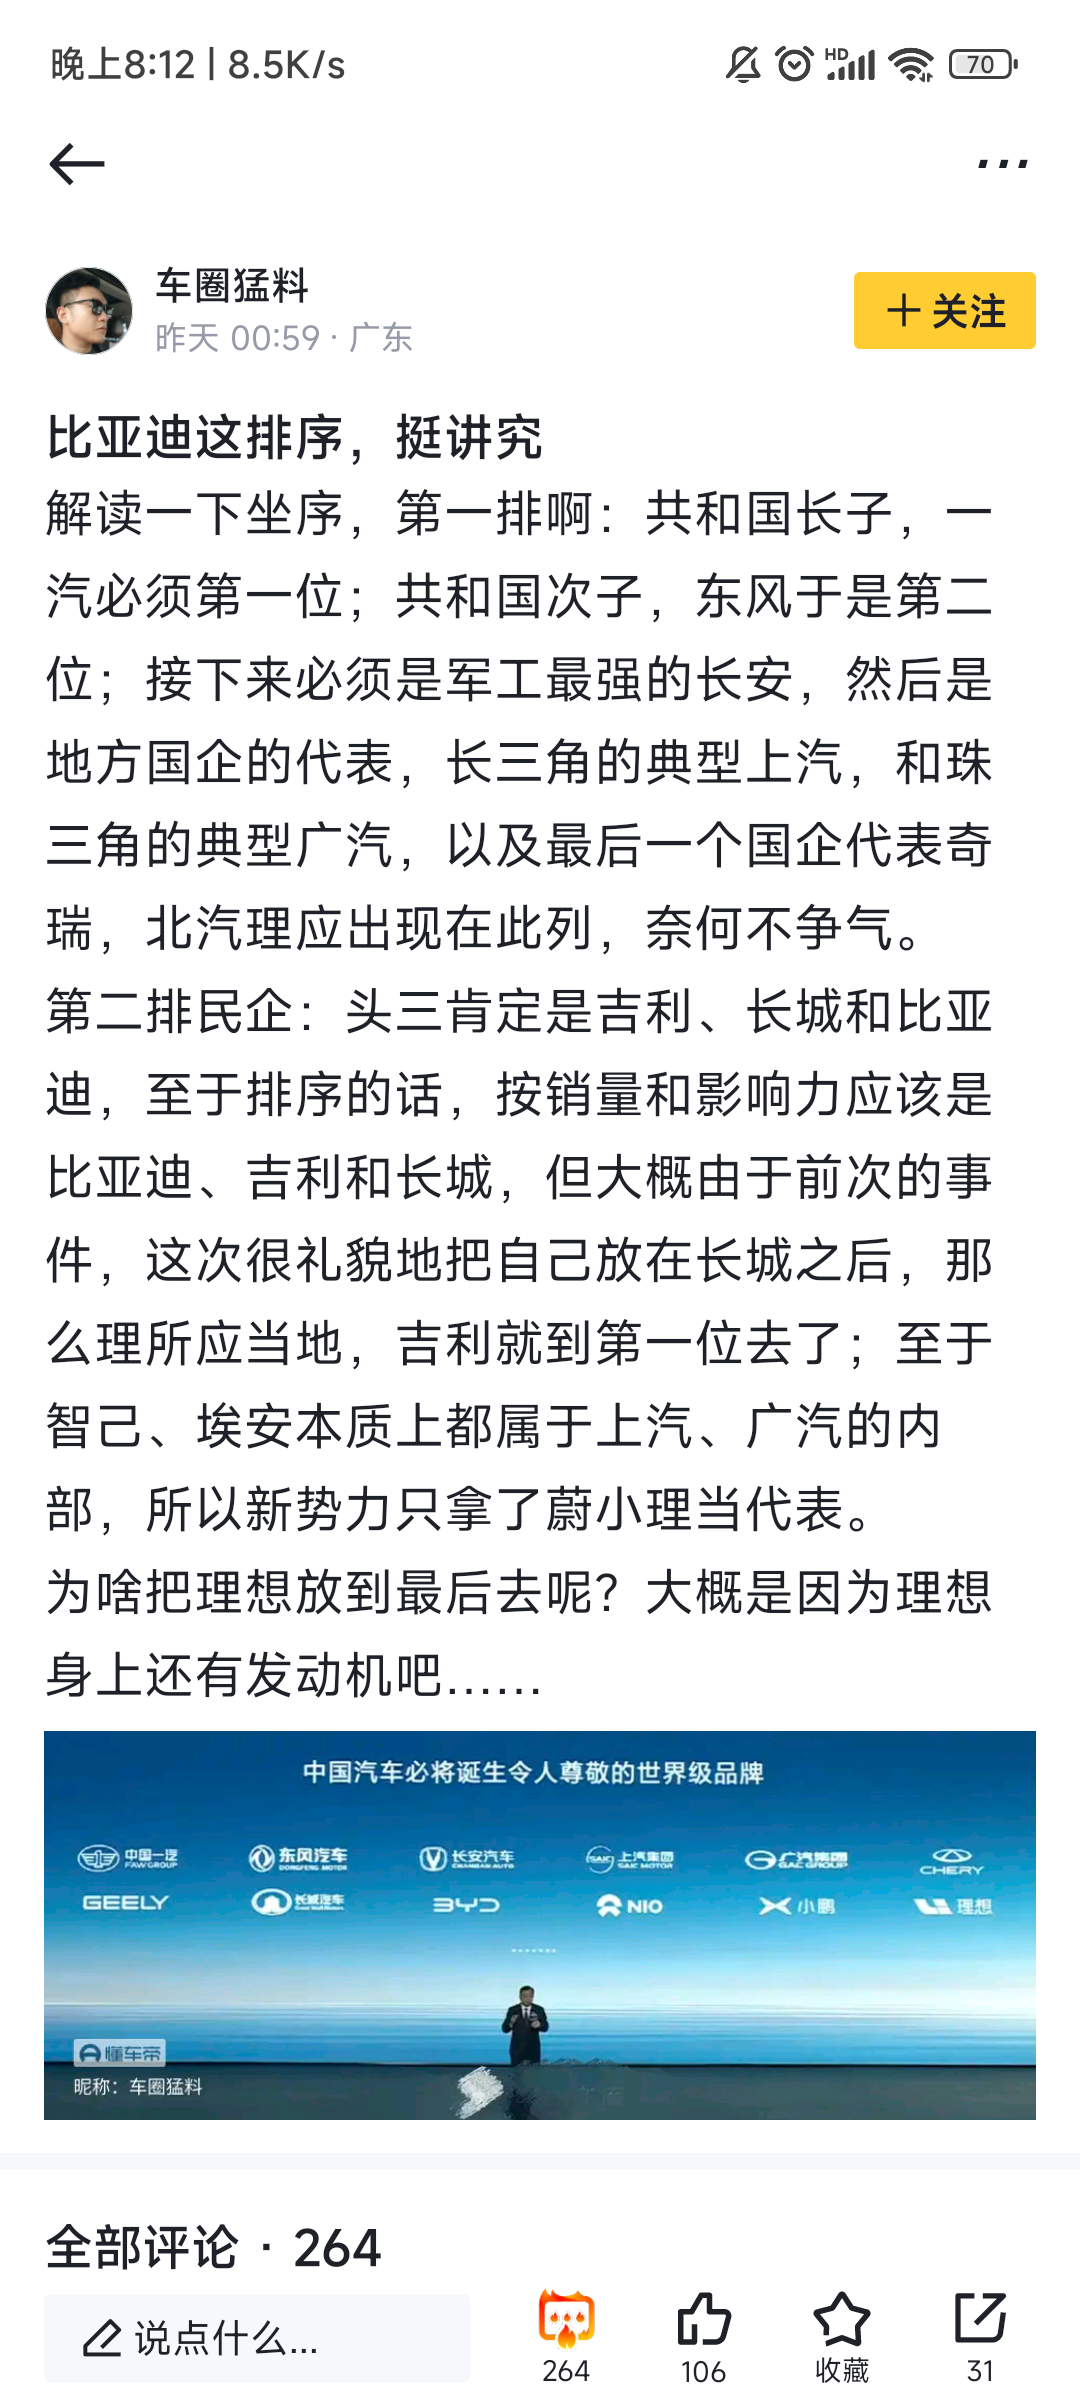 晚上8:12 | 8.5K/s
HD
70
车圈猛料
昨天 00:59 · 广东
关注
比亚迪这排序，挺讲究
解读一下坐序，第一排啊：共和国长子，一
汽必须第一位；共和国次子，东风于是第二
位；接下来必须是军工最强的长安，然后是
地方国企的代表，长三角的典型上汽，和珠
三角的典型广汽，以及最后一个国企代表奇
瑞，北汽理应出现在此列，奈何不争气。
第二排民企：头三肯定是吉利、长城和比亚
迪，至于排序的话，按销量和影响力应该是
比亚迪、吉利和长城，但大概由于前次的事
件，这次很礼貌地把自己放在长城之后，那
么理所应当地，吉利就到第一位去了；至于
智己、埃安本质上都属于上汽、广汽的内
部，所以新势力只拿了蔚小理当代表。
为啥把理想放到最后去呢？大概是因为理想
身上还有发动机吧……
中国汽车必将诞生令人尊敬的世界级品牌
中国一汽 东风汽车 长安汽车 上汽集团 广汽集团
FAW GROUP DONGFENG MOTOR CHANGAN AUTO SAIC SAIC MOTOR GAC GROUP CHERY
GEELY 长城汽车 BYD NIO 小鹏 理想
.......
懂车帝
昵称：车圈猛料
全部评论 · 264
说点什么...
264 106 收藏 31